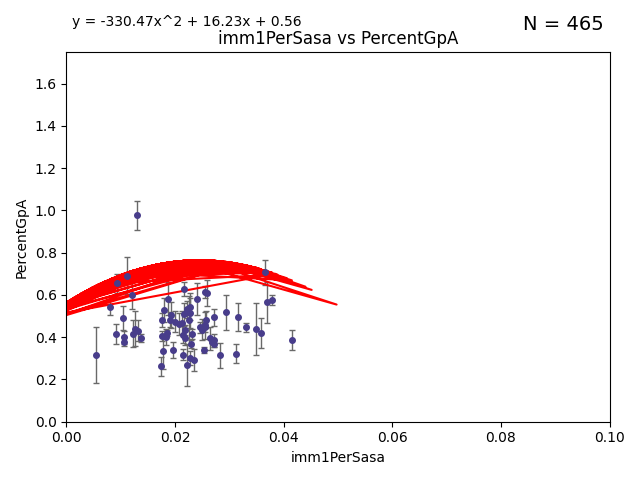 y = -330.47x^2 + 16.23x + 0.56
N = 465
imm1PerSasa vs PercentGpA
1.6
1.4
1.2
1.0
0.8
0.6
0.4
0.2
0.0
PercentGpA
0.00 0.02 0.04 0.06 0.08 0.10
imm1PerSasa